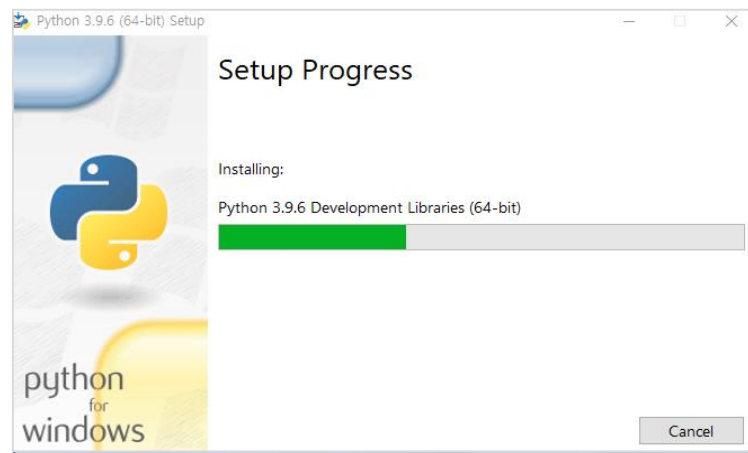 Python 3.9.6 (64-bit) Setup
Setup Progress
Installing:
Python 3.9.6 Development Libraries (64-bit)
python
for
windows
Cancel